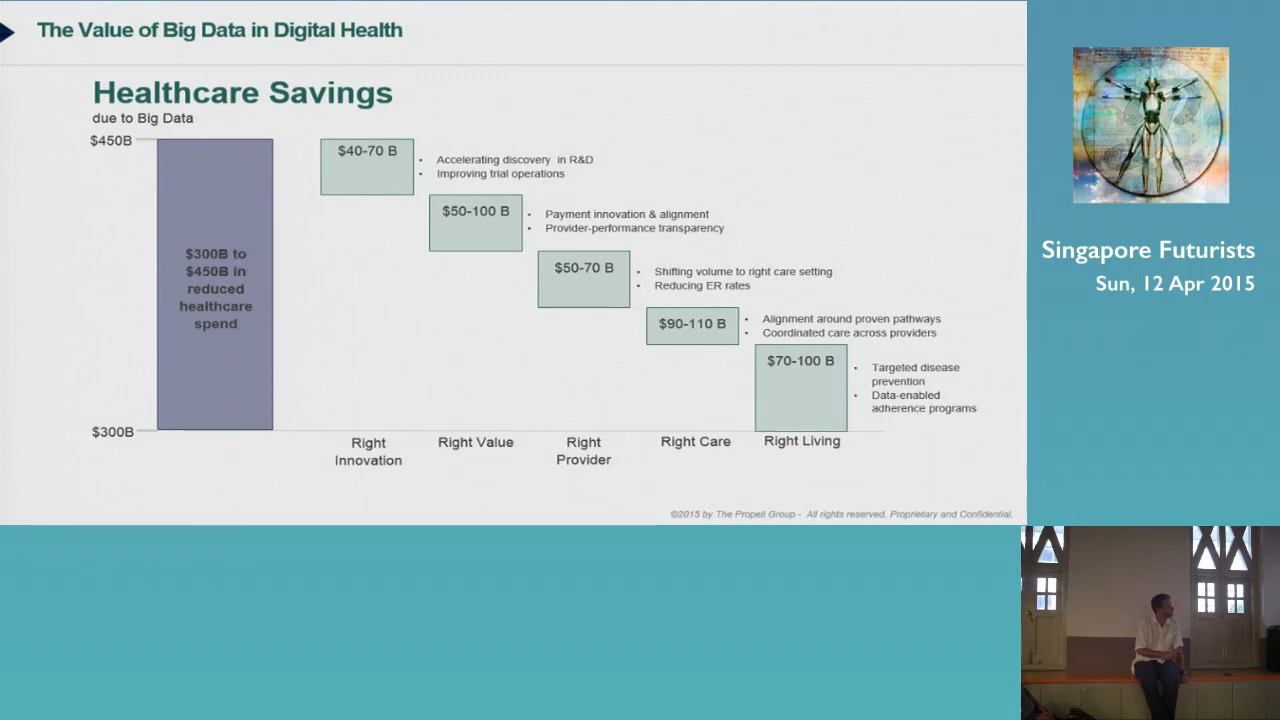 The Value of Big Data in Digital Health
Healthcare Savings
due to Big Data
$450B
$300B to
$450B in
reduced
healthcare
spend
$300B
$40-70 B
• Accelerating discovery in R&D
• Improving trial operations
$50-100 B
• Payment innovation & alignment
• Provider-performance transparency
$50-70 B
• Shifting volume to right care setting
• Reducing ER rates
$90-110 B
• Alignment around proven pathways
• Coordinated care across providers
$70-100 B
• Targeted disease
prevention
• Data-enabled
adherence programs
Right
Innovation
Right Value
Right
Provider
Right Care
Right Living
©2015 by The Propell Group - All rights reserved. Proprietary and Confidential.
Singapore Futurists
Sun, 12 Apr 2015